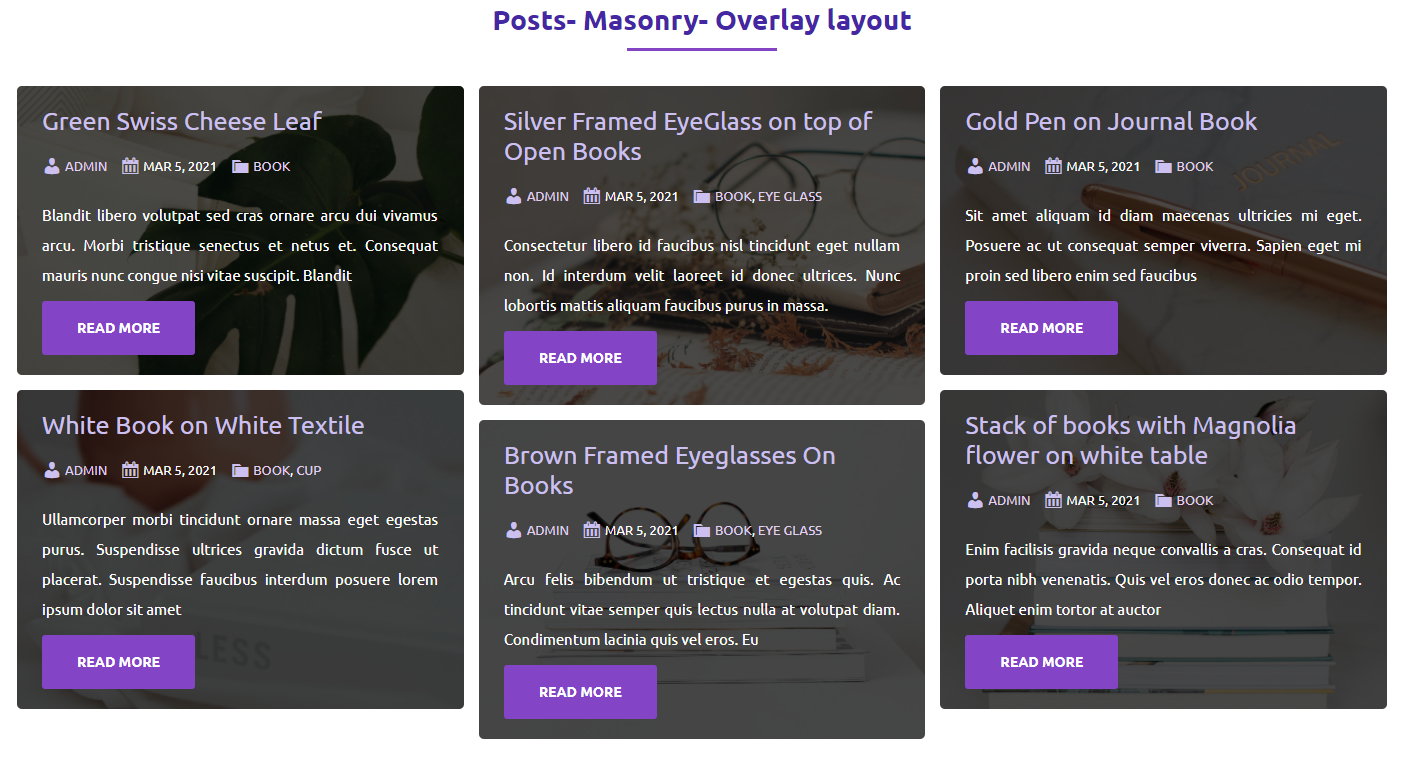 Posts- Masonry- Overlay layout
Green Swiss Cheese Leaf
ADMIN MAR 5, 2021 BOOK
Blandit libero volutpat sed cras ornare arcu dui vivamus
arcu. Morbi tristique senectus et netus et. Consequat
mauris nunc congue nisi vitae suscipit. Blandit
READ MORE
Silver Framed EyeGlass on top of
Open Books
ADMIN MAR 5, 2021 BOOK, EYE GLASS
Consectetur libero id faucibus nisl tincidunt eget nullam
non. Id interdum velit laoreet id donec ultrices. Nunc
lobortis mattis aliquam faucibus purus in massa.
READ MORE
Gold Pen on Journal Book
ADMIN MAR 5, 2021 BOOK
JOURNAL
Sit amet aliquam id diam maecenas ultricies mi eget.
Posuere ac ut consequat semper viverra. Sapien eget mi
proin sed libero enim sed faucibus
READ MORE
White Book on White Textile
ADMIN MAR 5, 2021 BOOK, CUP
Ullamcorper morbi tincidunt ornare massa eget egestas
purus. Suspendisse ultrices gravida dictum fusce ut
placerat. Suspendisse faucibus interdum posuere lorem
ipsum dolor sit amet
READ MORE
Brown Framed Eyeglasses On
Books
ADMIN MAR 5, 2021 BOOK, EYE GLASS
Arcu felis bibendum ut tristique et egestas quis. Ac
tincidunt vitae semper quis lectus nulla at volutpat diam.
Condimentum lacinia quis vel eros. Eu
READ MORE
Stack of books with Magnolia
flower on white table
ADMIN MAR 5, 2021 BOOK
Enim facilisis gravida neque convallis a cras. Consequat id
porta nibh venenatis. Quis vel eros donec ac odio tempor.
Aliquet enim tortor at auctor
READ MORE